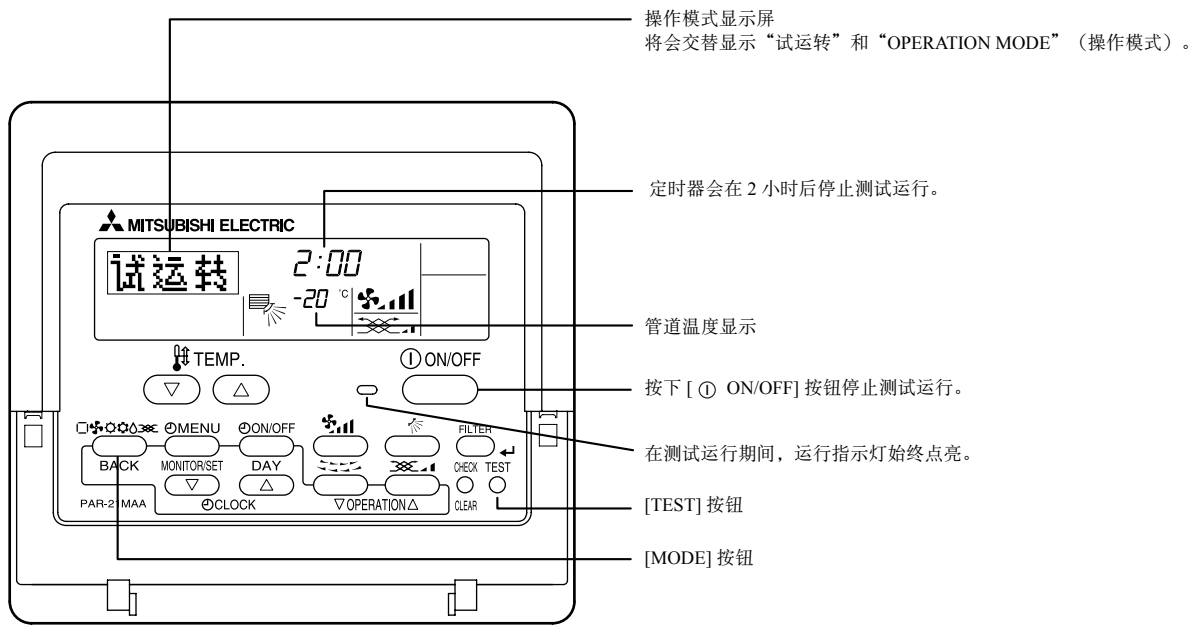 操作模式显示屏
将会交替显示“试运转”和“OPERATION MODE”（操作模式）。
定时器会在 2 小时后停止测试运行。
MITSUBISHI ELECTRIC
试运转
2:00
-20 °C
管道温度显示
TEMP.
ON/OFF
按下 [ ⏼ ON/OFF] 按钮停止测试运行。
MENU
ON/OFF
FILTER
在测试运行期间，运行指示灯始终点亮。
BACK
MONITOR/SET
DAY
CHECK
TEST
PAR-21MAA
CLOCK
▽OPERATION△
CLEAR
[TEST] 按钮
[MODE] 按钮